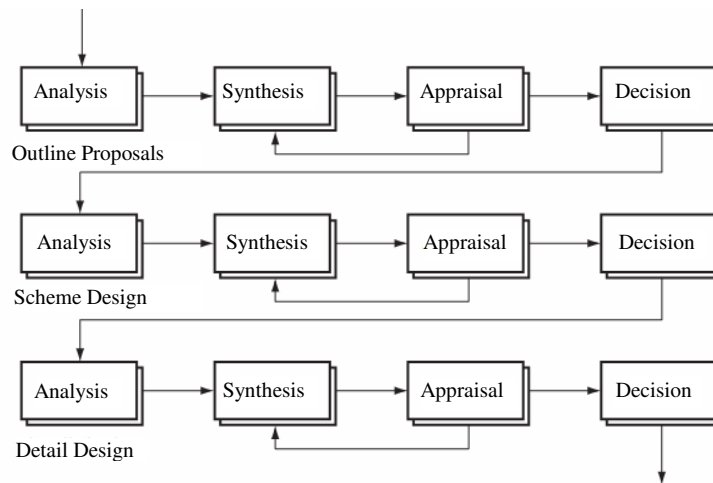 Analysis
Synthesis
Appraisal
Decision
Outline Proposals
Analysis
Synthesis
Appraisal
Decision
Scheme Design
Analysis
Synthesis
Appraisal
Decision
Detail Design